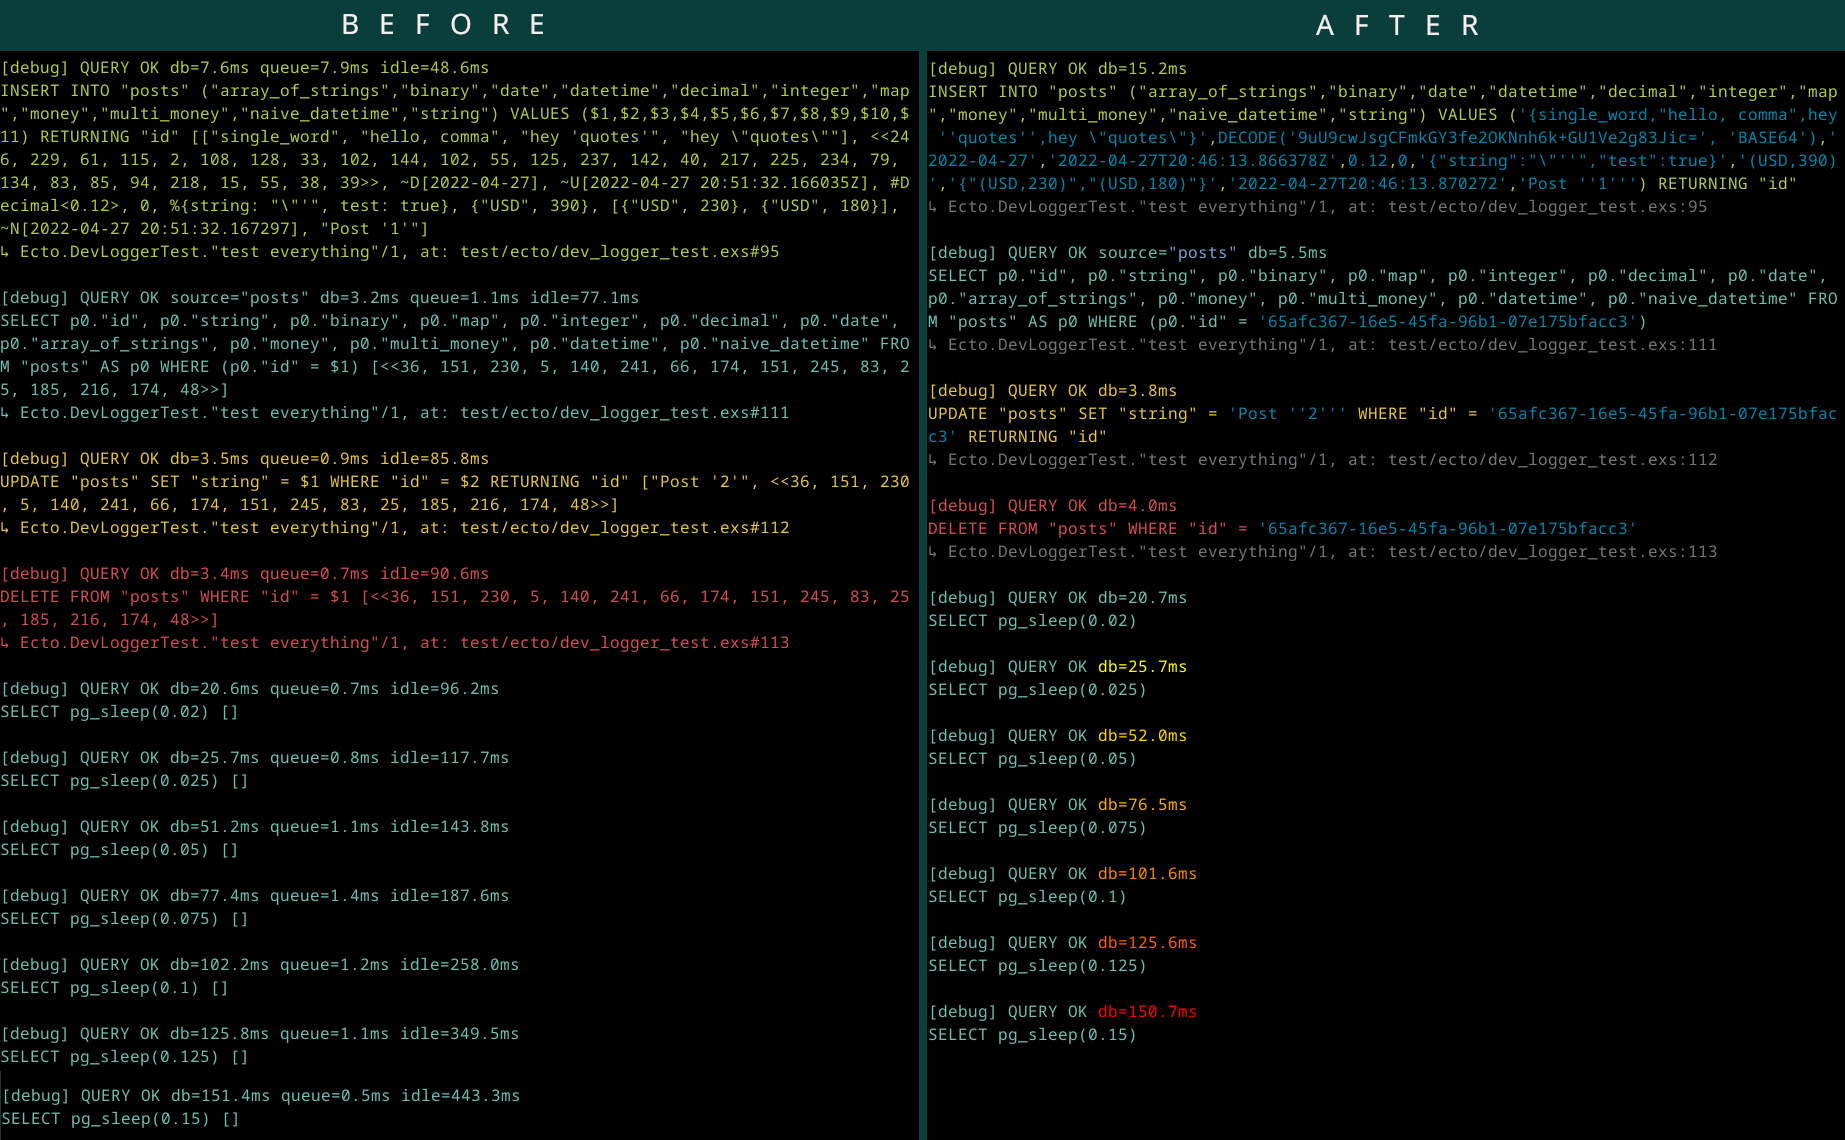 BEFORE
[debug] QUERY OK db=7.6ms queue=7.9ms idle=48.6ms
INSERT INTO "posts" ("array_of_strings","binary","date","datetime","decimal","integer","map
","money","multi_money","naive_datetime","string") VALUES ($1,$2,$3,$4,$5,$6,$7,$8,$9,$10,$
11) RETURNING "id" [["single_word", "hello, comma", "hey 'quotes'", "hey \"quotes\""], <<24
6, 229, 61, 115, 2, 108, 128, 33, 102, 144, 102, 55, 125, 237, 142, 40, 217, 225, 234, 79,
134, 83, 85, 94, 218, 15, 55, 38, 39>>, ~D[2022-04-27], ~U[2022-04-27 20:51:32.166035Z], #D
ecimal<0.12>, 0, %{string: "\"'", test: true}, {"USD", 390}, [{"USD", 230}, {"USD", 180}],
~N[2022-04-27 20:51:32.167297], "Post '1'"]
↳ Ecto.DevLoggerTest."test everything"/1, at: test/ecto/dev_logger_test.exs#95
[debug] QUERY OK source="posts" db=3.2ms queue=1.1ms idle=77.1ms
SELECT p0."id", p0."string", p0."binary", p0."map", p0."integer", p0."decimal", p0."date",
p0."array_of_strings", p0."money", p0."multi_money", p0."datetime", p0."naive_datetime" FRO
M "posts" AS p0 WHERE (p0."id" = $1) [<<36, 151, 230, 5, 140, 241, 66, 174, 151, 245, 83, 2
5, 185, 216, 174, 48>>]
↳ Ecto.DevLoggerTest."test everything"/1, at: test/ecto/dev_logger_test.exs#111
[debug] QUERY OK db=3.5ms queue=0.9ms idle=85.8ms
UPDATE "posts" SET "string" = $1 WHERE "id" = $2 RETURNING "id" ["Post '2'", <<36, 151, 230
, 5, 140, 241, 66, 174, 151, 245, 83, 25, 185, 216, 174, 48>>]
↳ Ecto.DevLoggerTest."test everything"/1, at: test/ecto/dev_logger_test.exs#112
[debug] QUERY OK db=3.4ms queue=0.7ms idle=90.6ms
DELETE FROM "posts" WHERE "id" = $1 [<<36, 151, 230, 5, 140, 241, 66, 174, 151, 245, 83, 25
, 185, 216, 174, 48>>]
↳ Ecto.DevLoggerTest."test everything"/1, at: test/ecto/dev_logger_test.exs#113
[debug] QUERY OK db=20.6ms queue=0.7ms idle=96.2ms
SELECT pg_sleep(0.02) []
[debug] QUERY OK db=25.7ms queue=0.8ms idle=117.7ms
SELECT pg_sleep(0.025) []
[debug] QUERY OK db=51.2ms queue=1.1ms idle=143.8ms
SELECT pg_sleep(0.05) []
[debug] QUERY OK db=77.4ms queue=1.4ms idle=187.6ms
SELECT pg_sleep(0.075) []
[debug] QUERY OK db=102.2ms queue=1.2ms idle=258.0ms
SELECT pg_sleep(0.1) []
[debug] QUERY OK db=125.8ms queue=1.1ms idle=349.5ms
SELECT pg_sleep(0.125) []
[debug] QUERY OK db=151.4ms queue=0.5ms idle=443.3ms
SELECT pg_sleep(0.15) []
AFTER
[debug] QUERY OK db=15.2ms
INSERT INTO "posts" ("array_of_strings","binary","date","datetime","decimal","integer","map
","money","multi_money","naive_datetime","string") VALUES ('{single_word,"hello, comma",hey
 ''quotes'',hey \"quotes\"}',DECODE('9uU9cwJsgCFmkGY3fe2OKNnh6k+GU1Ve2g83Jic=', 'BASE64'),'
2022-04-27','2022-04-27T20:46:13.866378Z',0.12,0,'{"string":"\"''","test":true}','(USD,390)
','{"(USD,230)","(USD,180)"}','2022-04-27T20:46:13.870272','Post ''1''') RETURNING "id"
↳ Ecto.DevLoggerTest."test everything"/1, at: test/ecto/dev_logger_test.exs:95
[debug] QUERY OK source="posts" db=5.5ms
SELECT p0."id", p0."string", p0."binary", p0."map", p0."integer", p0."decimal", p0."date",
p0."array_of_strings", p0."money", p0."multi_money", p0."datetime", p0."naive_datetime" FRO
M "posts" AS p0 WHERE (p0."id" = '65afc367-16e5-45fa-96b1-07e175bfacc3')
↳ Ecto.DevLoggerTest."test everything"/1, at: test/ecto/dev_logger_test.exs:111
[debug] QUERY OK db=3.8ms
UPDATE "posts" SET "string" = 'Post ''2''' WHERE "id" = '65afc367-16e5-45fa-96b1-07e175bfac
c3' RETURNING "id"
↳ Ecto.DevLoggerTest."test everything"/1, at: test/ecto/dev_logger_test.exs:112
[debug] QUERY OK db=4.0ms
DELETE FROM "posts" WHERE "id" = '65afc367-16e5-45fa-96b1-07e175bfacc3'
↳ Ecto.DevLoggerTest."test everything"/1, at: test/ecto/dev_logger_test.exs:113
[debug] QUERY OK db=20.7ms
SELECT pg_sleep(0.02)
[debug] QUERY OK db=25.7ms
SELECT pg_sleep(0.025)
[debug] QUERY OK db=52.0ms
SELECT pg_sleep(0.05)
[debug] QUERY OK db=76.5ms
SELECT pg_sleep(0.075)
[debug] QUERY OK db=101.6ms
SELECT pg_sleep(0.1)
[debug] QUERY OK db=125.6ms
SELECT pg_sleep(0.125)
[debug] QUERY OK db=150.7ms
SELECT pg_sleep(0.15)